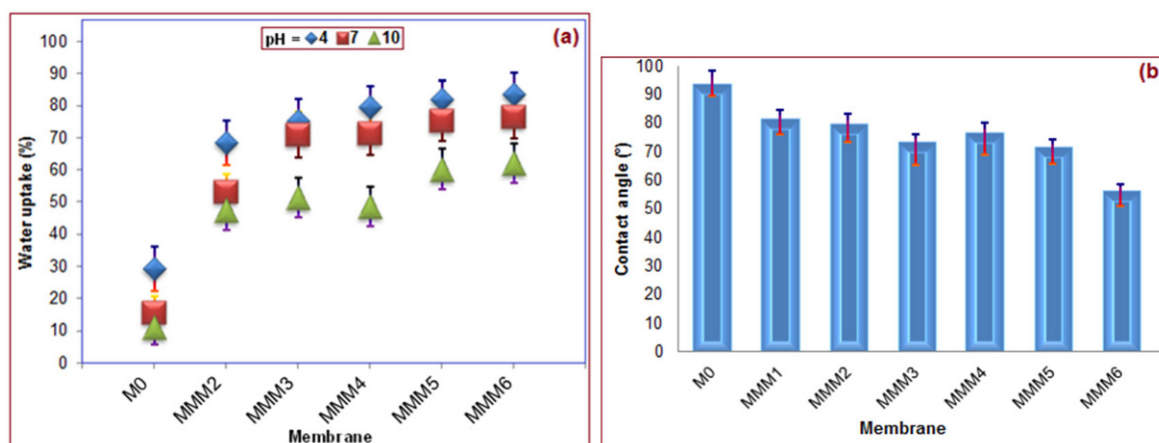 (a)
pH = 4 7 10
Water uptake (%)
100
90
80
70
60
50
40
30
20
10
0
M0
MMM2
MMM3
MMM4
MMM5
MMM6
Membrane
(b)
Contact angle (°)
100
90
80
70
60
50
40
30
20
10
0
M0
MMM1
MMM2
MMM3
MMM4
MMM5
MMM6
Membrane